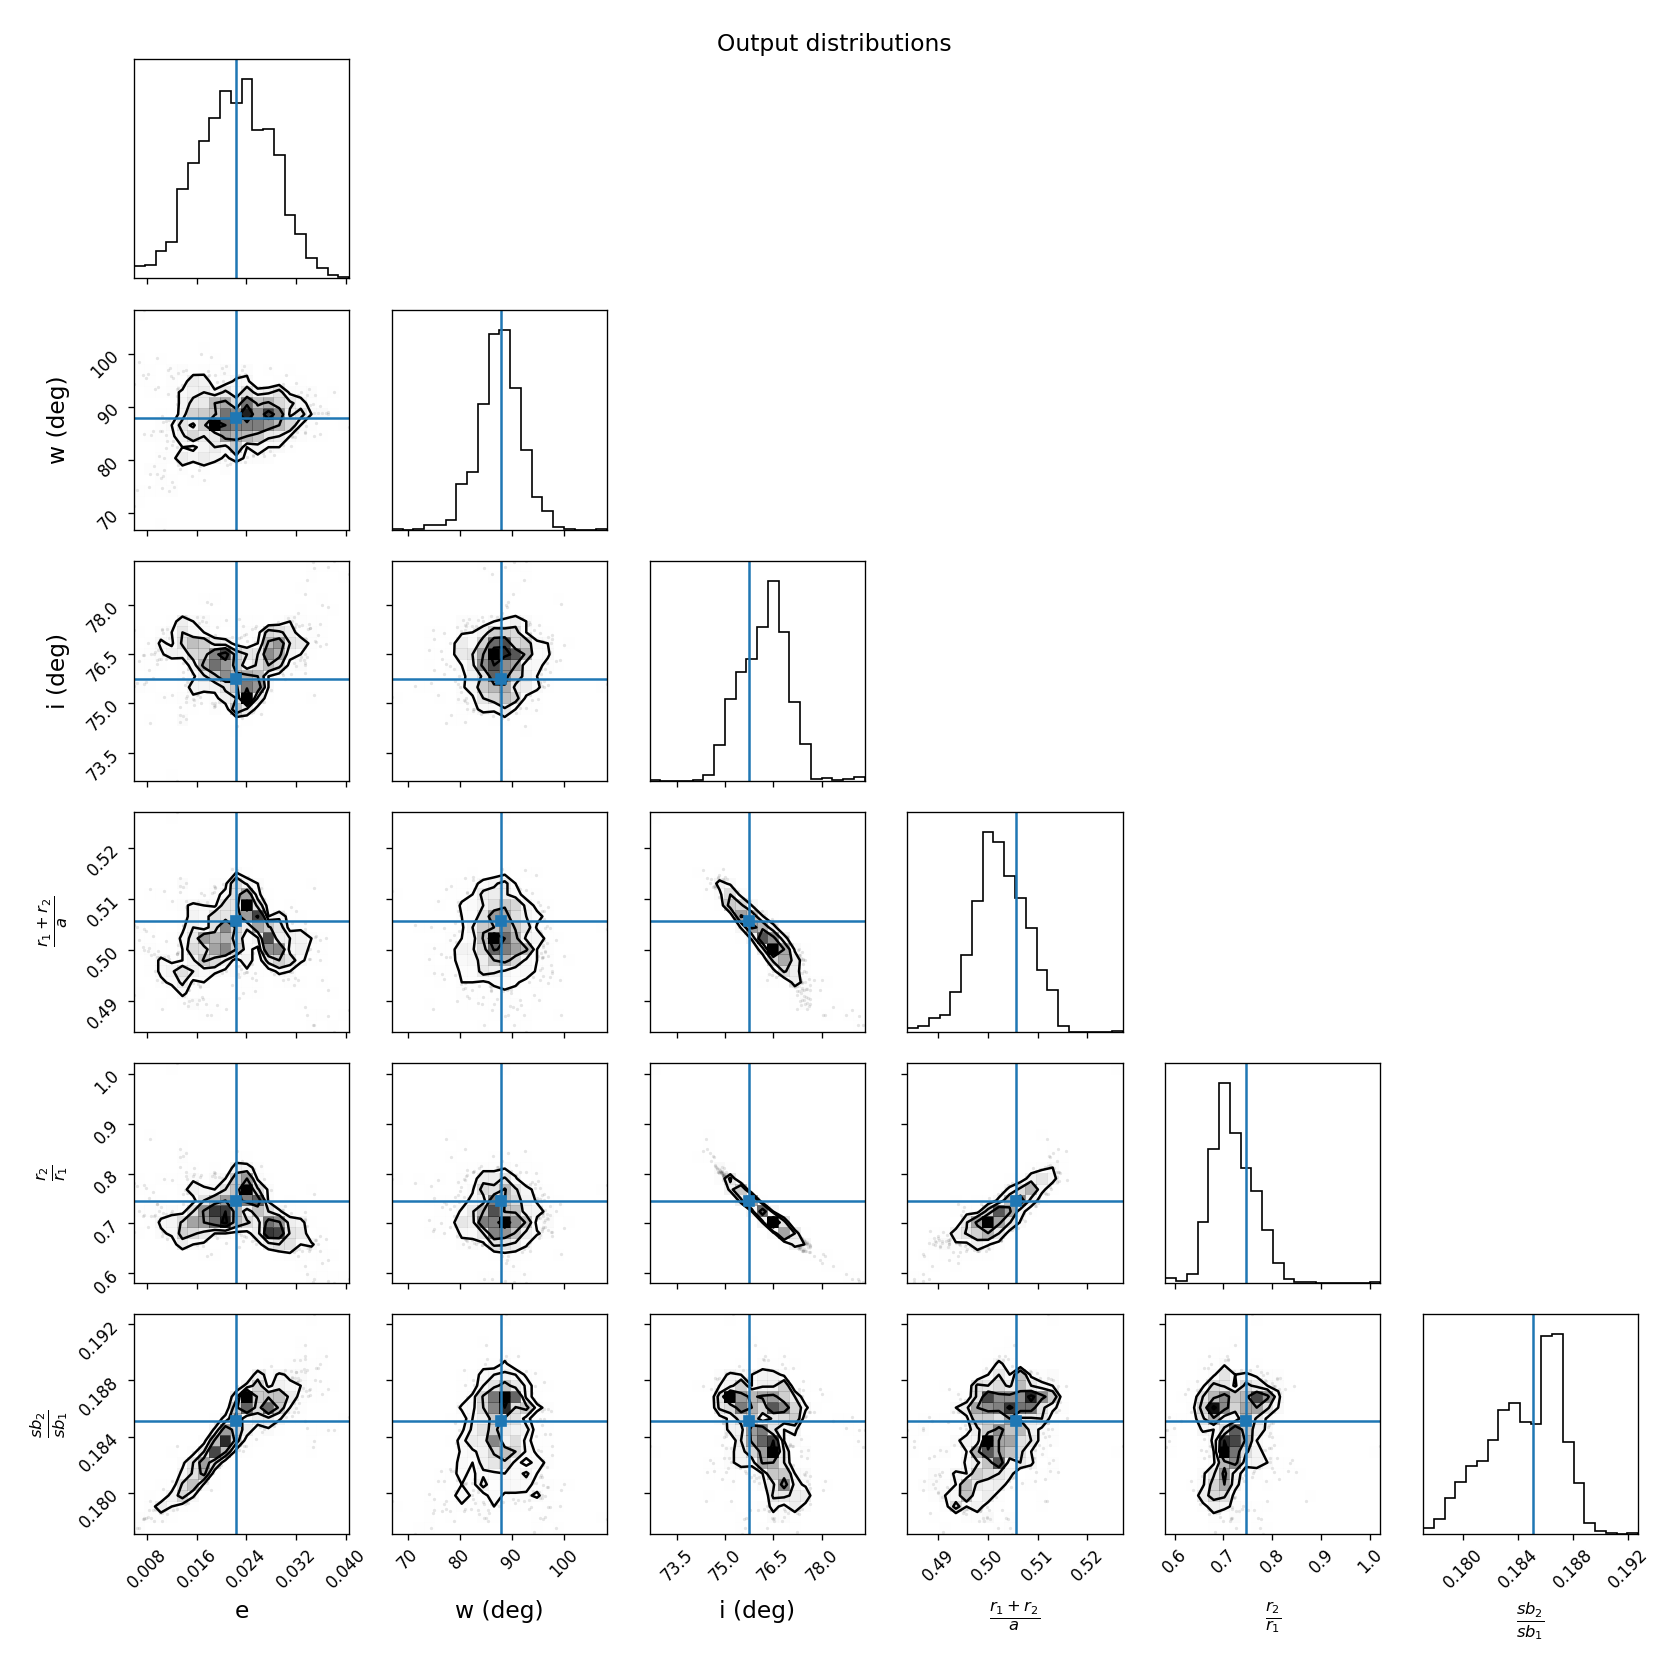 Output distributions
100
90
80
70
w (deg)
78.0
76.5
75.0
73.5
i (deg)
0.52
0.51
0.50
0.49
r₁ + r₂
a
1.0
0.9
0.8
0.7
0.6
r₂
r₁
0.192
0.188
0.184
0.180
sb₂
sb₁
0.008 0.016 0.024 0.032 0.040 70 80 90 100 73.5 75.0 76.5 78.0 0.49 0.50 0.51 0.52 0.6 0.7 0.8 0.9 1.0 0.180 0.184 0.188 0.192
e w (deg) i (deg) r₁ + r₂ r₂ sb₂
a r₁ sb₁